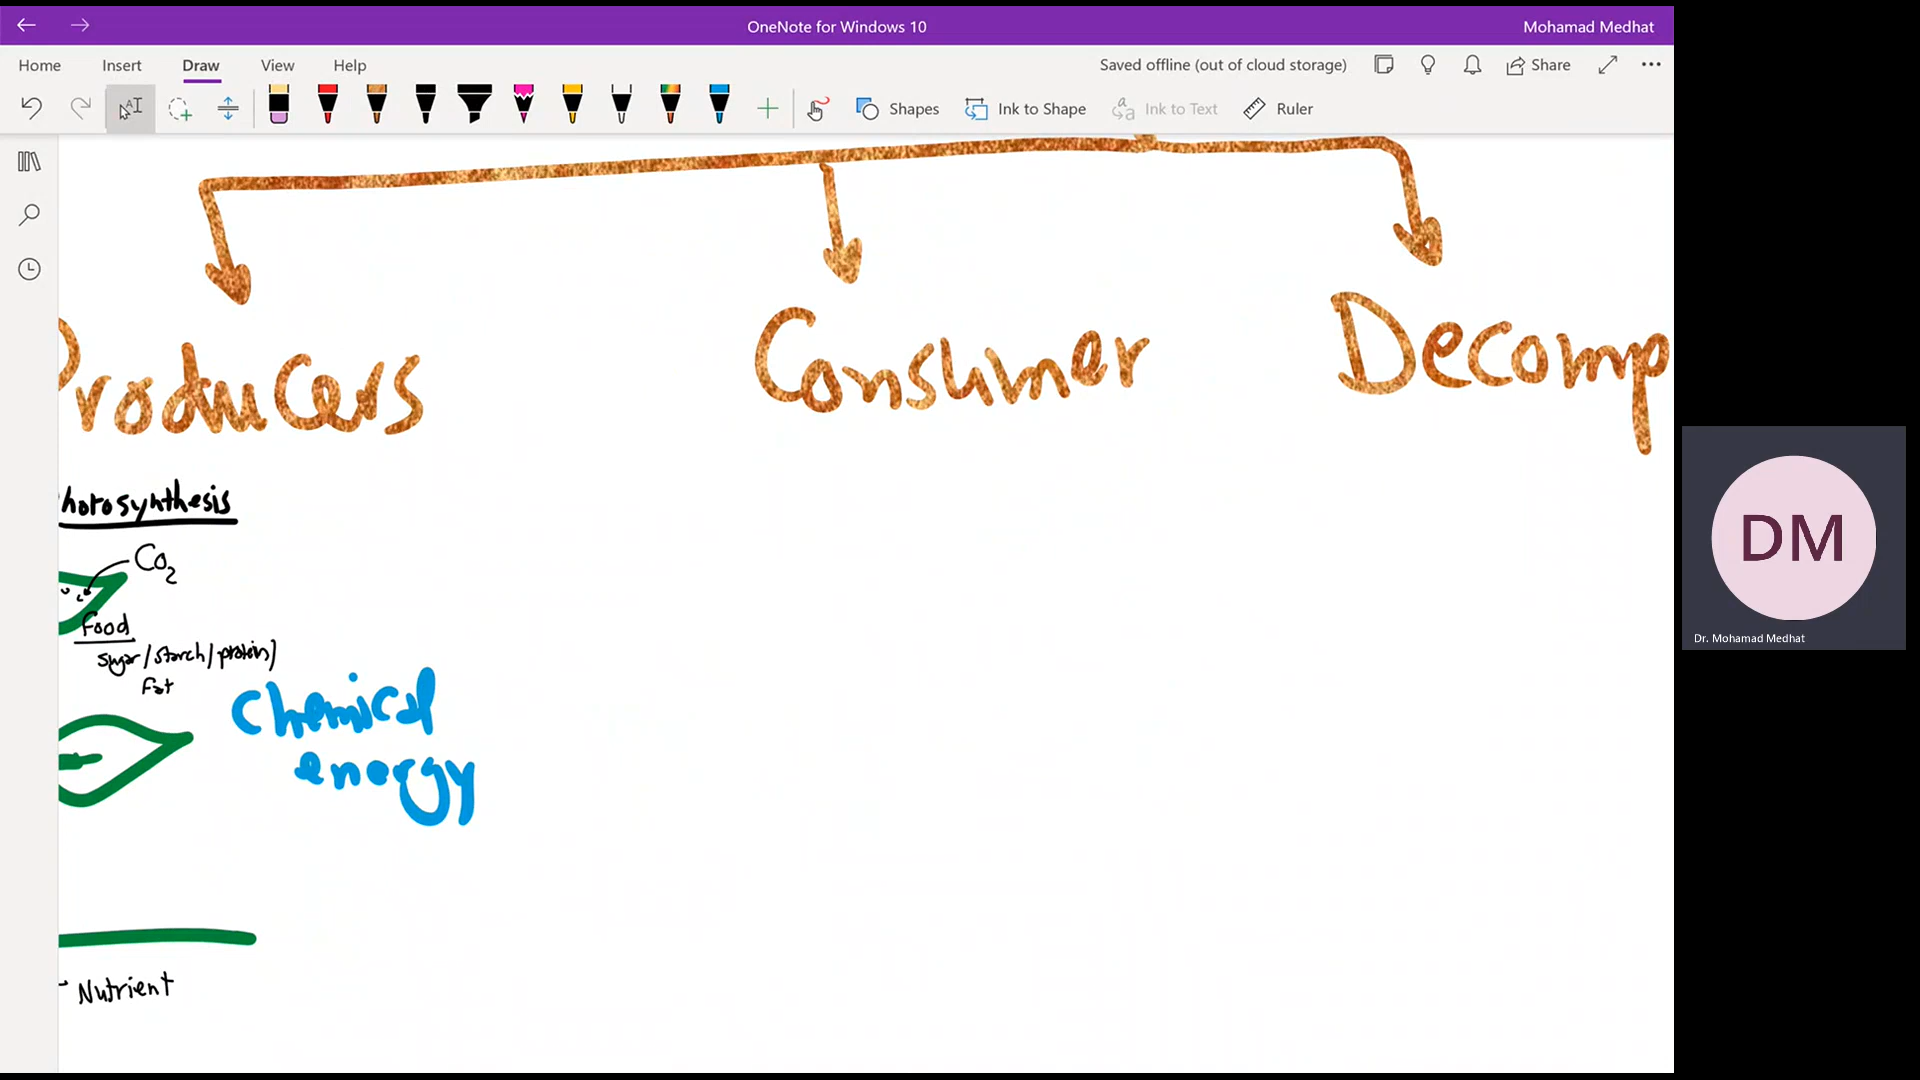 OneNote for Windows 10
Mohamad Medhat
Home Insert Draw View Help
Saved offline (out of cloud storage)
Share
Shapes
Ink to Shape
Ink to Text
Ruler
Producers
Consumer
Decomp
hotosynthesis
Co2
Food
sugar/starch/protein/
Fat
Chemical
energy
Nutrient
DM
Dr. Mohamad Medhat